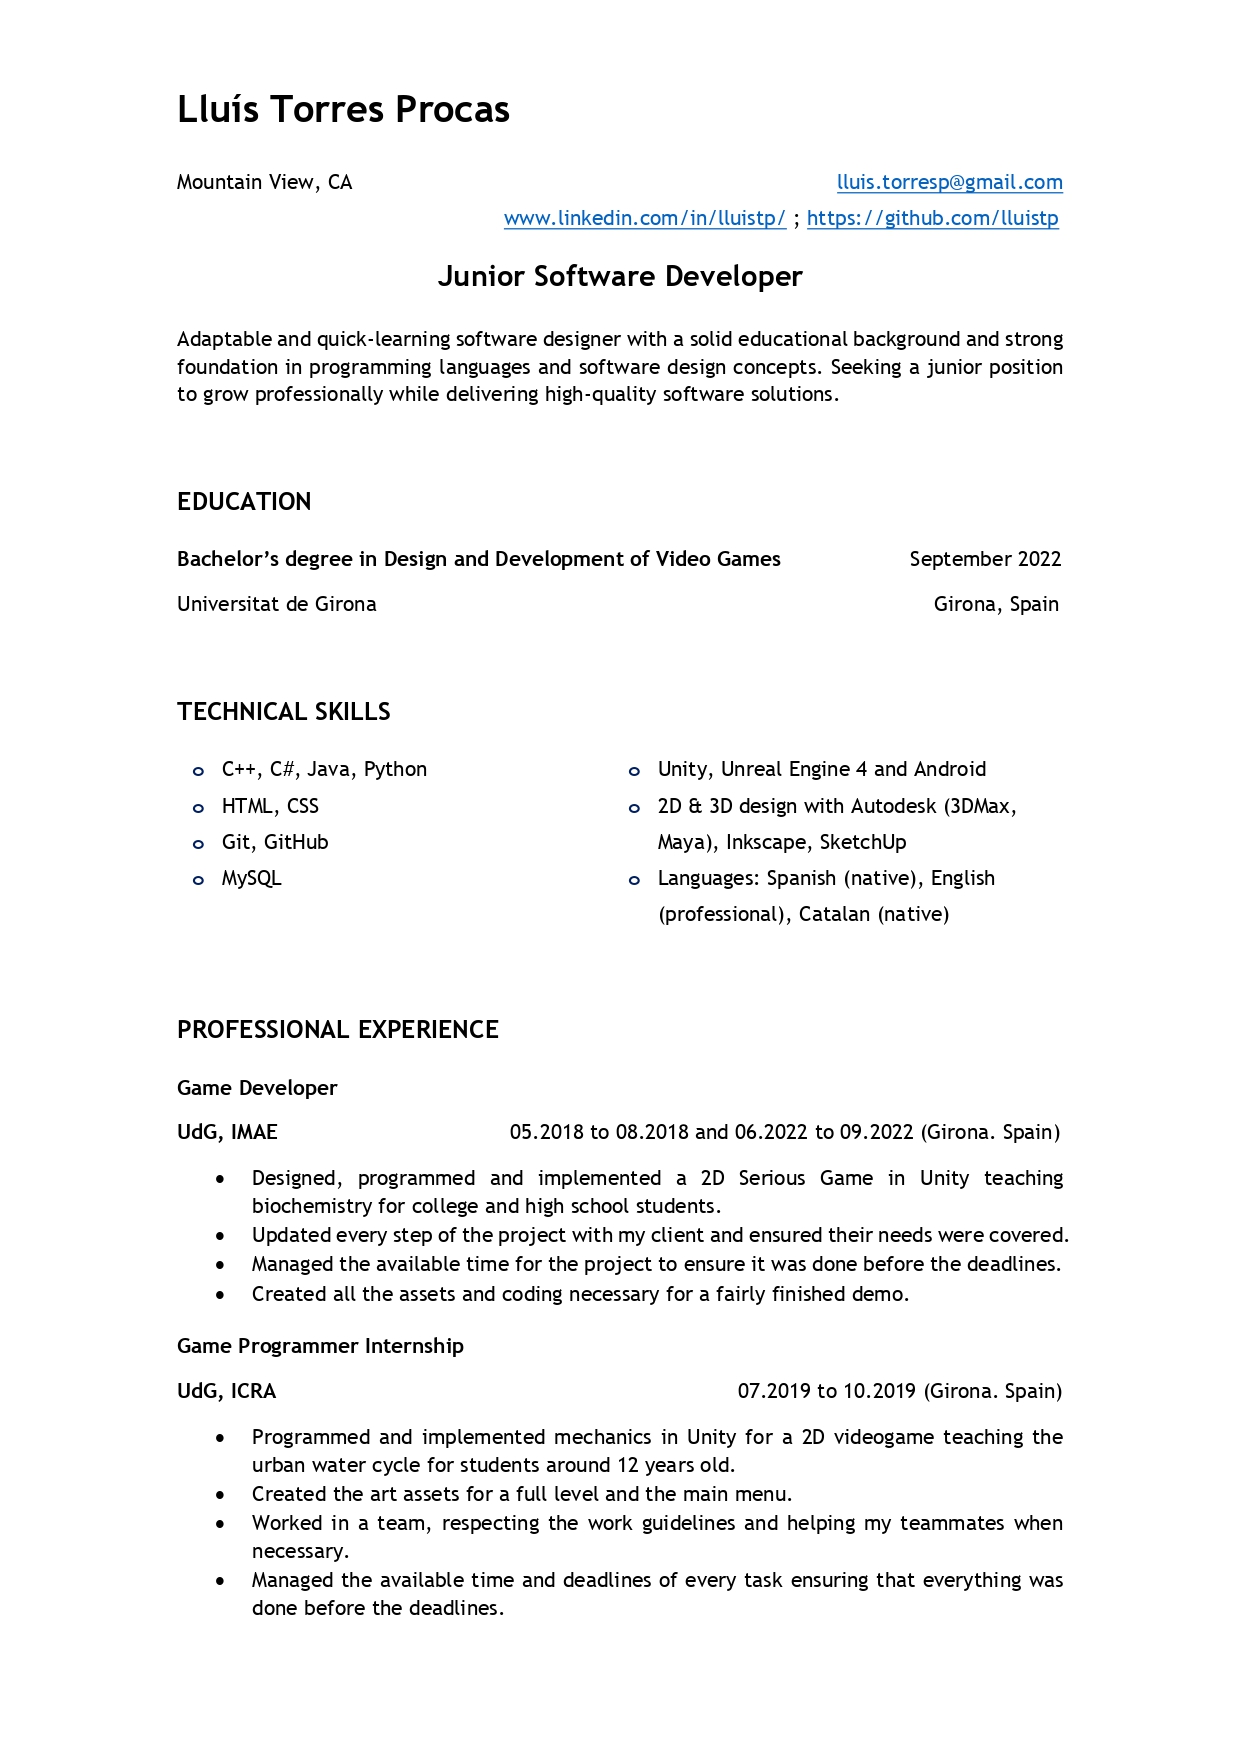 Lluís Torres Procas
Mountain View, CA lluis.torresp@gmail.com
www.linkedin.com/in/lluistp/ ; https://github.com/lluistp
Junior Software Developer
Adaptable and quick-learning software designer with a solid educational background and strong
foundation in programming languages and software design concepts. Seeking a junior position
to grow professionally while delivering high-quality software solutions.
EDUCATION
Bachelor’s degree in Design and Development of Video Games September 2022
Universitat de Girona Girona, Spain
TECHNICAL SKILLS
o C++, C#, Java, Python
o HTML, CSS
o Git, GitHub
o MySQL
o Unity, Unreal Engine 4 and Android
o 2D & 3D design with Autodesk (3DMax,
Maya), Inkscape, SketchUp
o Languages: Spanish (native), English
(professional), Catalan (native)
PROFESSIONAL EXPERIENCE
Game Developer
UdG, IMAE 05.2018 to 08.2018 and 06.2022 to 09.2022 (Girona. Spain)
• Designed, programmed and implemented a 2D Serious Game in Unity teaching
biochemistry for college and high school students.
• Updated every step of the project with my client and ensured their needs were covered.
• Managed the available time for the project to ensure it was done before the deadlines.
• Created all the assets and coding necessary for a fairly finished demo.
Game Programmer Internship
UdG, ICRA 07.2019 to 10.2019 (Girona. Spain)
• Programmed and implemented mechanics in Unity for a 2D videogame teaching the
urban water cycle for students around 12 years old.
• Created the art assets for a full level and the main menu.
• Worked in a team, respecting the work guidelines and helping my teammates when
necessary.
• Managed the available time and deadlines of every task ensuring that everything was
done before the deadlines.